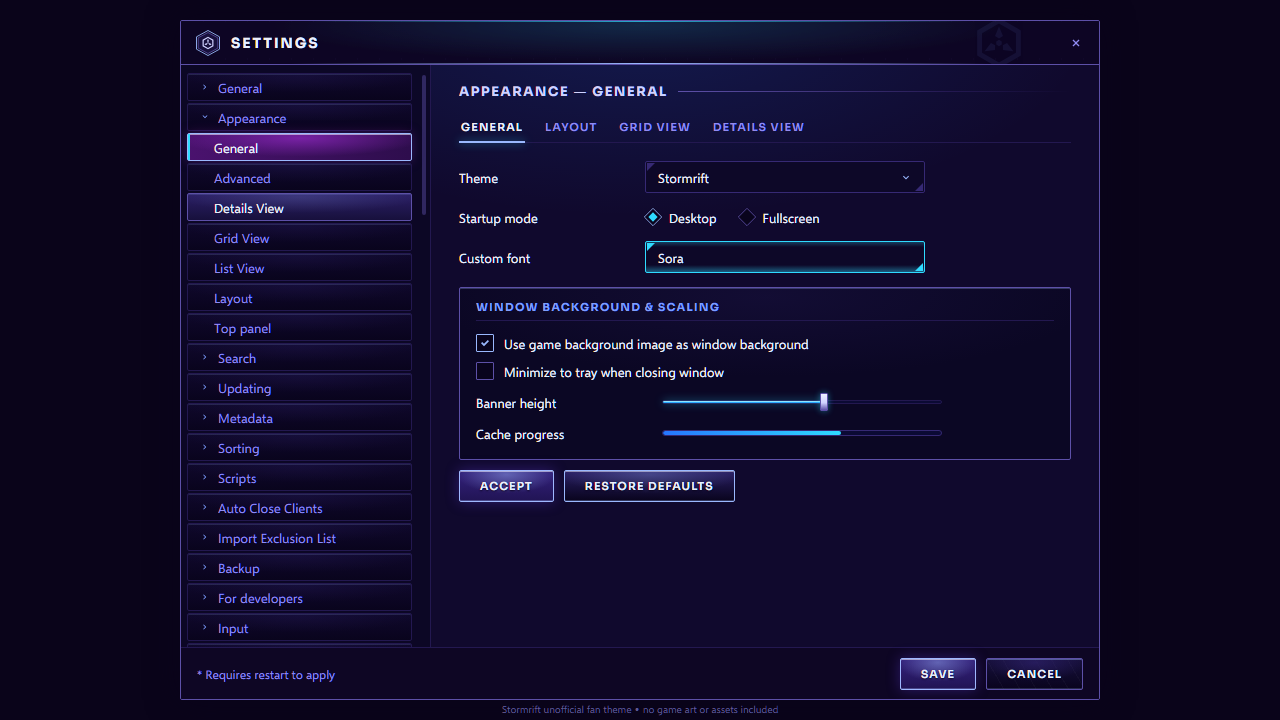 SETTINGS
General
Appearance
General
Advanced
Details View
Grid View
List View
Layout
Top panel
Search
Updating
Metadata
Sorting
Scripts
Auto Close Clients
Import Exclusion List
Backup
For developers
Input
APPEARANCE — GENERAL
GENERAL LAYOUT GRID VIEW DETAILS VIEW
Theme Stormrift
Startup mode Desktop Fullscreen
Custom font Sora
WINDOW BACKGROUND & SCALING
Use game background image as window background
Minimize to tray when closing window
Banner height
Cache progress
ACCEPT RESTORE DEFAULTS
* Requires restart to apply
SAVE CANCEL
Stormrift unofficial fan theme • no game art or assets included